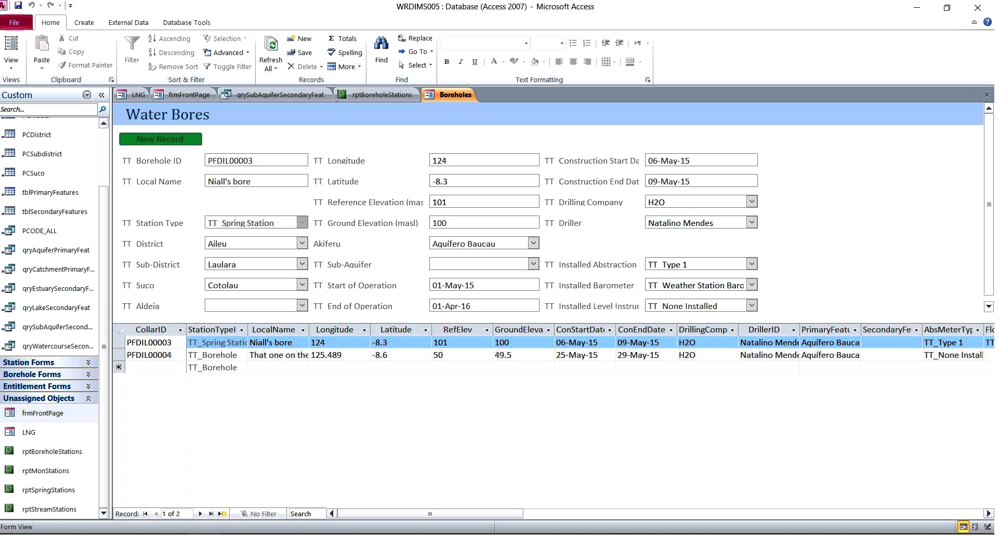 WRDIMS005 : Database (Access 2007) - Microsoft Access
File Home Create External Data Database Tools
View
Paste
Cut
Copy
Format Painter
Filter
Ascending
Descending
Remove Sort
Selection
Advanced
Toggle Filter
Refresh All
New
Save
Delete
Totals
Spelling
More
Find
Replace
Go To
Select
B I U A
Views Clipboard Sort & Filter Records Find Text Formatting
Custom
Search...
PCDistrict
PCSubdistrict
PCSuco
tblPrimaryFeatures
tblSecondaryFeatures
PCODE_ALL
qryAquiferPrimaryFeat
qryCatchmentPrimaryF...
qryEstuarySecondaryF...
qryLakeSecondaryFeat
qrySubAquiferSecond...
qryWatercourseSecon...
Station Forms
Borehole Forms
Entitlement Forms
Unassigned Objects
frmFrontPage
LNG
rptBoreholeStations
rptMonStations
rptSpringStations
rptStreamStations
LNG frmFrontPage qrySubAquiferSecondaryFeat rptBoreholeStations Boreholes
Water Bores
New Record
TT Borehole ID PFDIL00003 TT Longitude 124 TT Construction Start Da 06-May-15
TT Local Name Niall's bore TT Latitude -8.3 TT Construction End Dat 09-May-15
TT Reference Elevation (mas 101 TT Drilling Company H2O
TT Station Type TT Spring Station TT Ground Elevation (masl) 100 TT Driller Natalino Mendes
TT District Aileu Akiferu Aquífero Baucau
TT Sub-District Laulara TT Sub-Aquifer TT Installed Abstraction TT Type 1
TT Suco Cotolau TT Start of Operation 01-May-15 TT Installed Barometer TT Weather Station Baro
TT Aldeia TT End of Operation 01-Apr-16 TT Installed Level Instrur TT None Installed
CollarID StationTypeI LocalName Longitude Latitude RefElev GroundEleva ConStartDate ConEndDate DrillingComp DrillerID PrimaryFeatu SecondaryFe AbsMeterTyp Flo
PFDIL00003 TT_Spring Static Niall's bore 124 -8.3 101 100 06-May-15 09-May-15 H2O Natalino Mende Aquífero Bauca TT_Type 1 TT
PFDIL00004 TT_Borehole That one on the 125.489 -8.6 50 49.5 25-May-15 29-May-15 H2O Natalino Mende Aquífero Bauca TT_None Install
TT_Borehole
Record: 1 of 2 No Filter Search
Form View